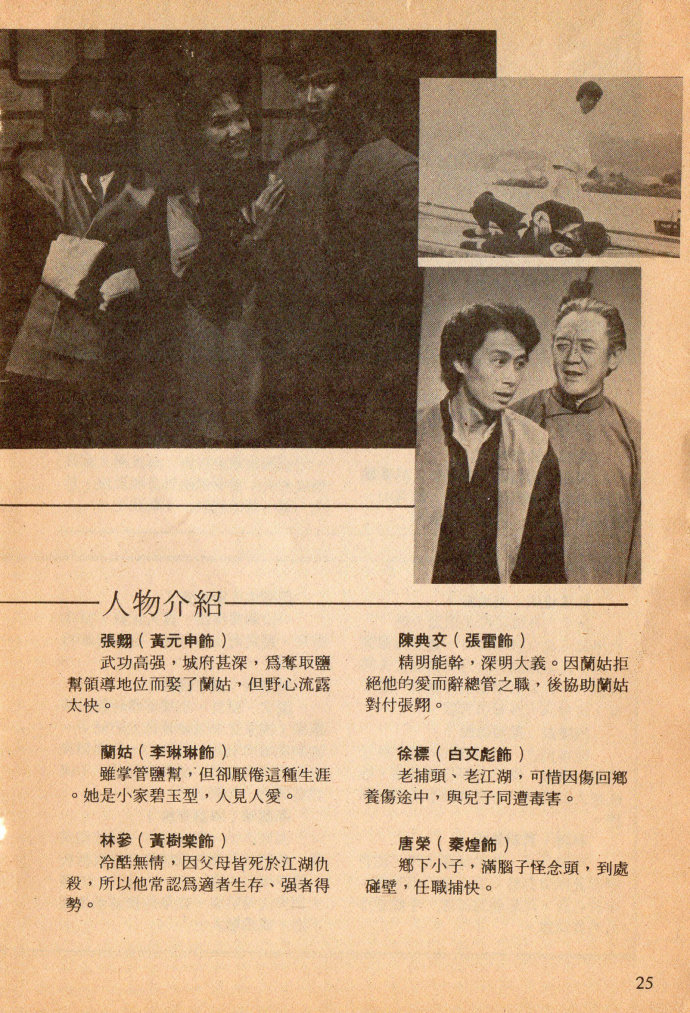 人物介紹
張翱（黃元申飾）
武功高强，城府甚深，爲奪取鹽
幫領導地位而娶了蘭姑，但野心流露
太快。
蘭姑（李琳琳飾）
雖掌管鹽幫，但卻厭倦這種生涯
。她是小家碧玉型，人見人愛。
林參（黃樹棠飾）
冷酷無情，因父母皆死於江湖仇
殺，所以他常認爲適者生存、强者得
勢。
陳典文（張雷飾）
精明能幹，深明大義。因蘭姑拒
絕他的愛而辭總管之職，後協助蘭姑
對付張翱。
徐標（白文彪飾）
老捕頭、老江湖，可惜因傷回鄉
養傷途中，與兒子同遭毒害。
唐榮（秦煌飾）
鄉下小子，滿腦子怪念頭，到處
碰壁，任職捕快。
25